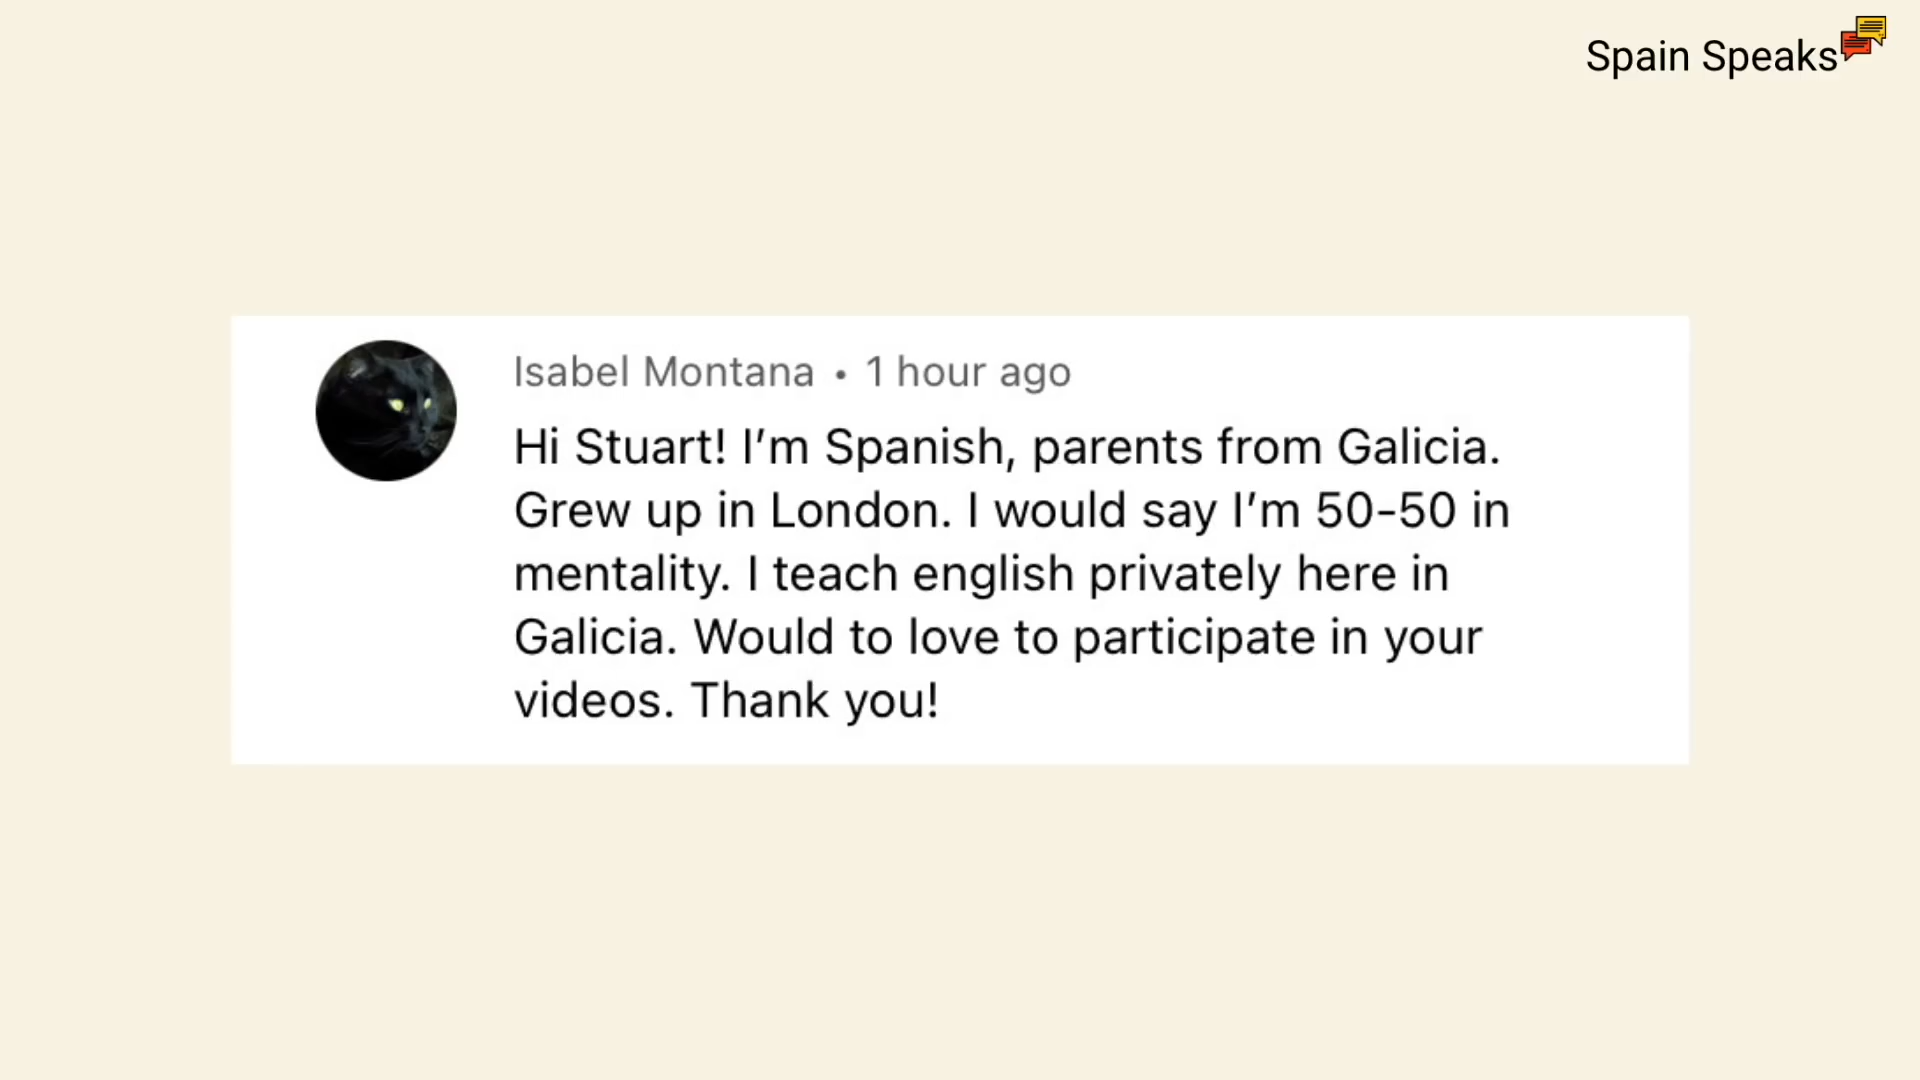 Spain Speaks
Isabel Montana • 1 hour ago
Hi Stuart! I’m Spanish, parents from Galicia.
Grew up in London. I would say I’m 50-50 in
mentality. I teach english privately here in
Galicia. Would to love to participate in your
videos. Thank you!